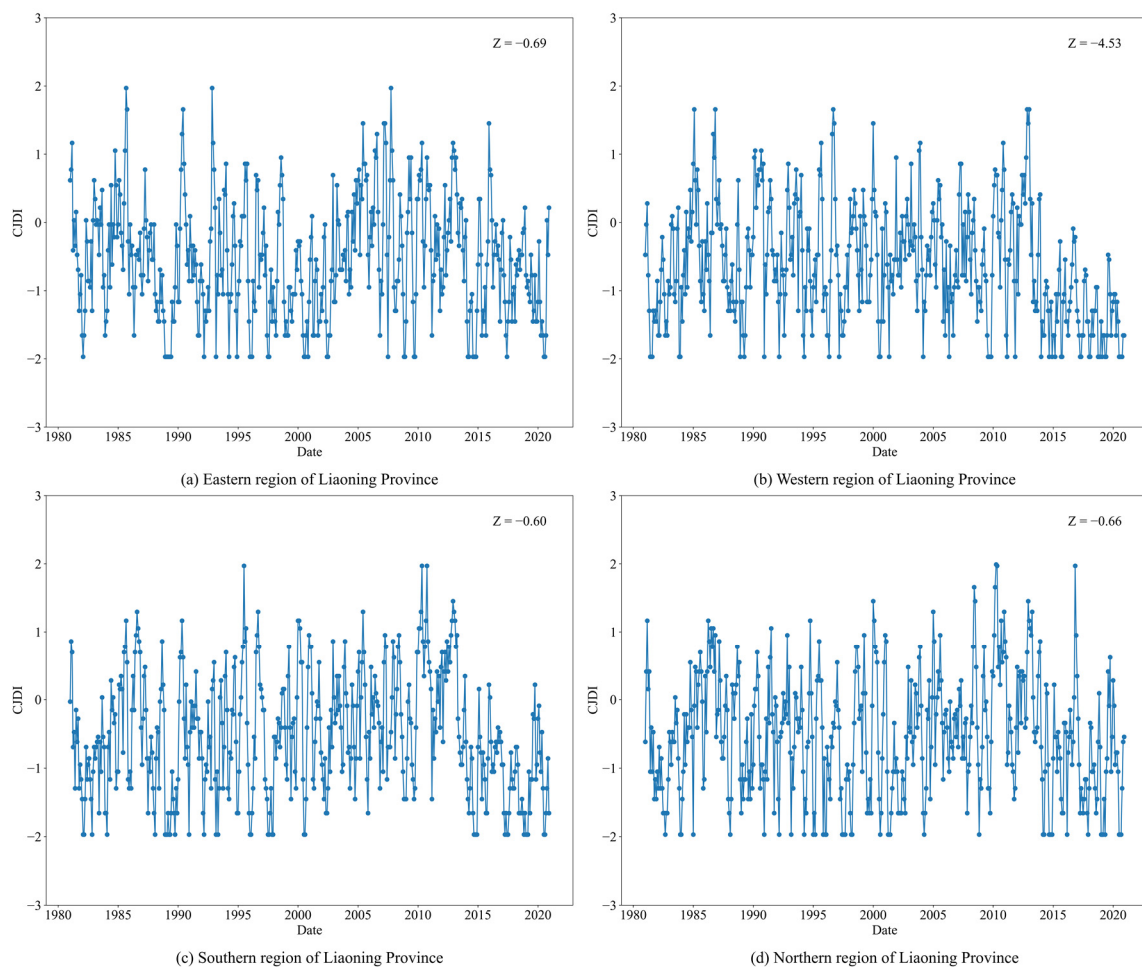 3
2
1
0
−1
−2
−3
CJDI
Z = −0.69
1980 1985 1990 1995 2000 2005 2010 2015 2020
Date
(a) Eastern region of Liaoning Province
3
2
1
0
−1
−2
−3
CJDI
Z = −4.53
1980 1985 1990 1995 2000 2005 2010 2015 2020
Date
(b) Western region of Liaoning Province
3
2
1
0
−1
−2
−3
CJDI
Z = −0.60
1980 1985 1990 1995 2000 2005 2010 2015 2020
Date
(c) Southern region of Liaoning Province
3
2
1
0
−1
−2
−3
CJDI
Z = −0.66
1980 1985 1990 1995 2000 2005 2010 2015 2020
Date
(d) Northern region of Liaoning Province